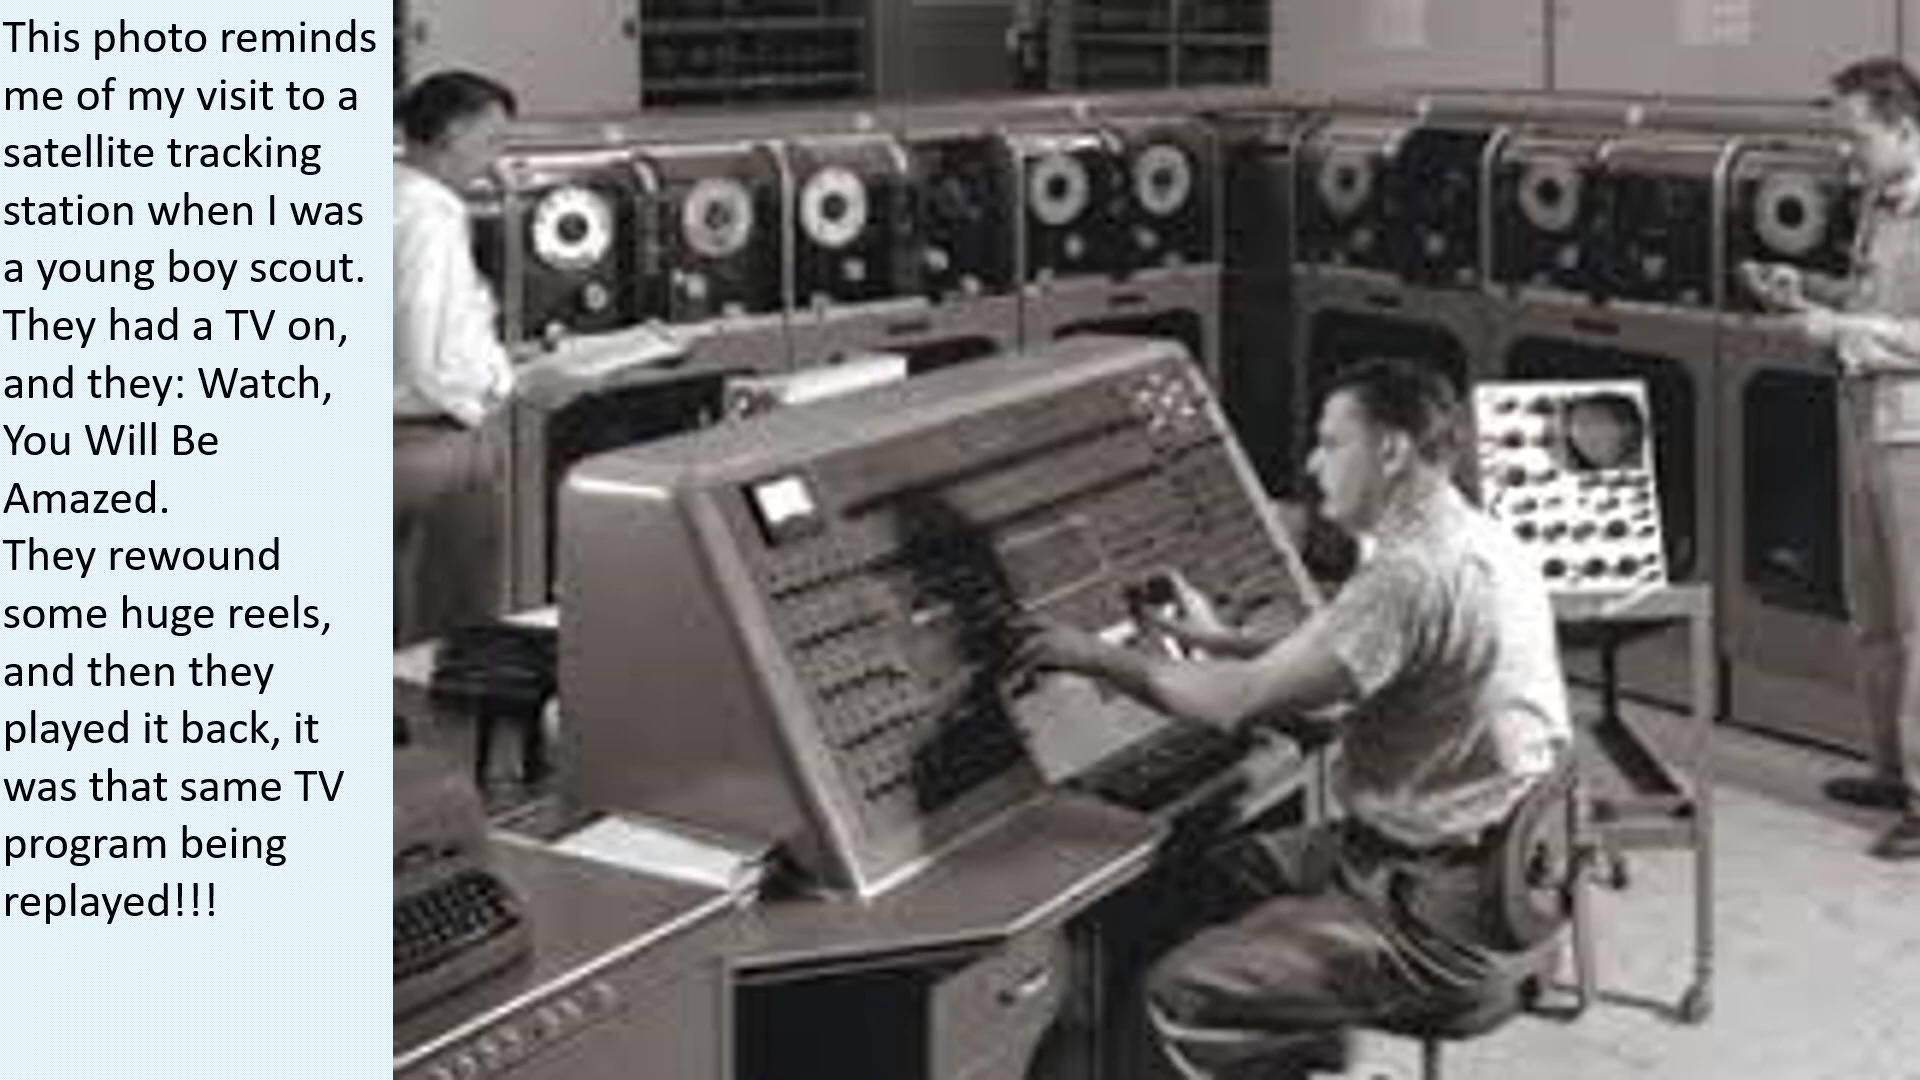 This photo reminds
me of my visit to a
satellite tracking
station when I was
a young boy scout.
They had a TV on,
and they: Watch,
You Will Be
Amazed.
They rewound
some huge reels,
and then they
played it back, it
was that same TV
program being
replayed!!!